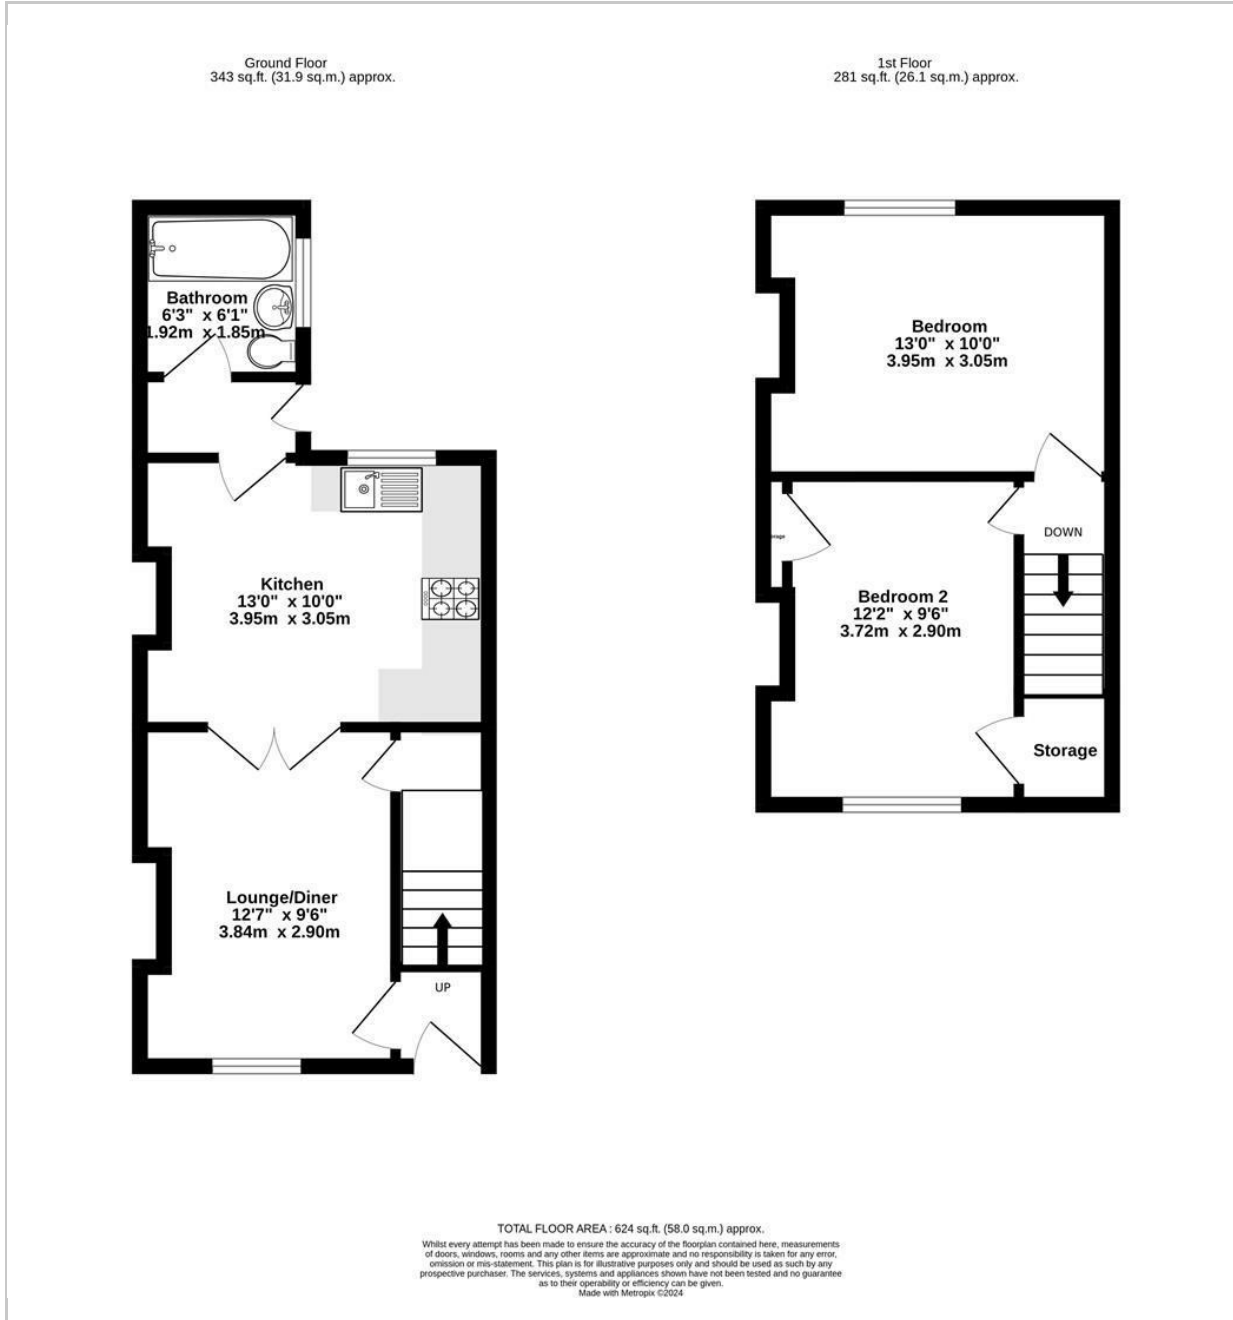 Ground Floor
343 sq.ft. (31.9 sq.m.) approx.
1st Floor
281 sq.ft. (26.1 sq.m.) approx.
Bathroom
6'3" x 6'1"
1.92m x 1.85m
Kitchen
13'0" x 10'0"
3.95m x 3.05m
Lounge/Diner
12'7" x 9'6"
3.84m x 2.90m
UP
Bedroom
13'0" x 10'0"
3.95m x 3.05m
DOWN
Bedroom 2
12'2" x 9'6"
3.72m x 2.90m
Storage
TOTAL FLOOR AREA : 624 sq.ft. (58.0 sq.m.) approx.
Whilst every attempt has been made to ensure the accuracy of the floorplan contained here, measurements
of doors, windows, rooms and any other items are approximate and no responsibility is taken for any error,
omission or mis-statement. This plan is for illustrative purposes only and should be used as such by any
prospective purchaser. The services, systems and appliances shown have not been tested and no guarantee
as to their operability or efficiency can be given.
Made with Metropix ©2024